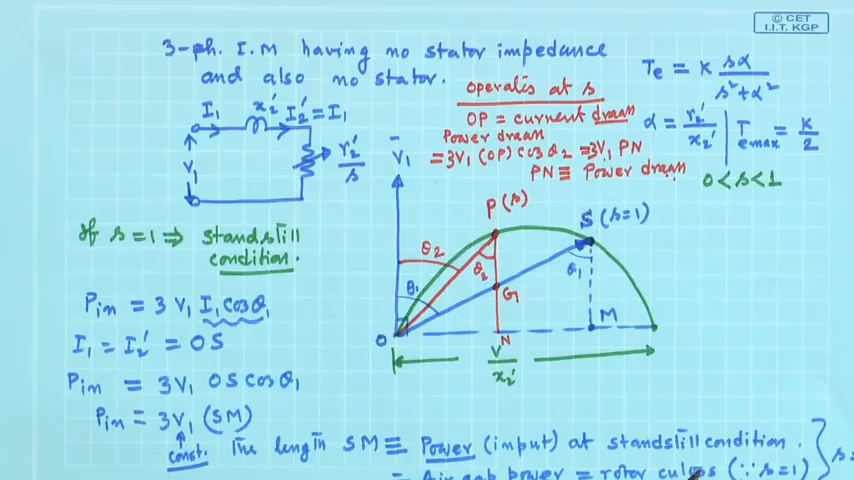 © CET
I.I.T. KGP
3-ph. I.M having no stator impedance
and also no stator.
Te = K sα / s² + α²
operates at s
OP = current drawn
Power drawn
= 3V₁ (OP) cos θ₂ = 3V₁ PN
PN ≡ Power drawn
α = r₂′ / x₂′ | Temax = K / 2
0 < s < 1
I₁ x₂′ I₂′ = I₁
V₁
r₂′ / s
V̄₁
P (s)
S (s=1)
θ₂
θ₁
θ₂
θ₁
G₁
O
N
M
V / x₂′
If s = 1 ⇒ standstill
condition.
Pin = 3 V₁ I₁ cos θ₁
I₁ = I₂′ = OS
Pin = 3V₁ OS cos θ₁
Pin = 3V₁ (SM)
const.
The length SM ≡ Power (input) at standstill condition.
= Air gap power = rotor culoss (∵ s=1) } s=